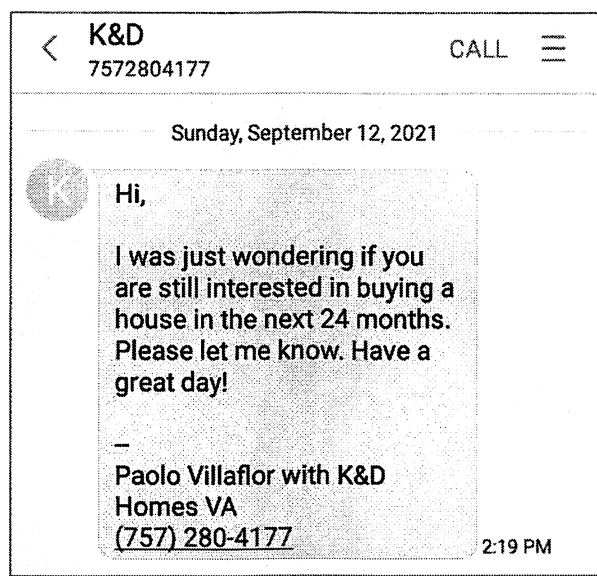 K&D
7572804177
CALL
Sunday, September 12, 2021
K
Hi,
I was just wondering if you
are still interested in buying a
house in the next 24 months.
Please let me know. Have a
great day!
–
Paolo Villaflor with K&D
Homes VA
(757) 280-4177
2:19 PM